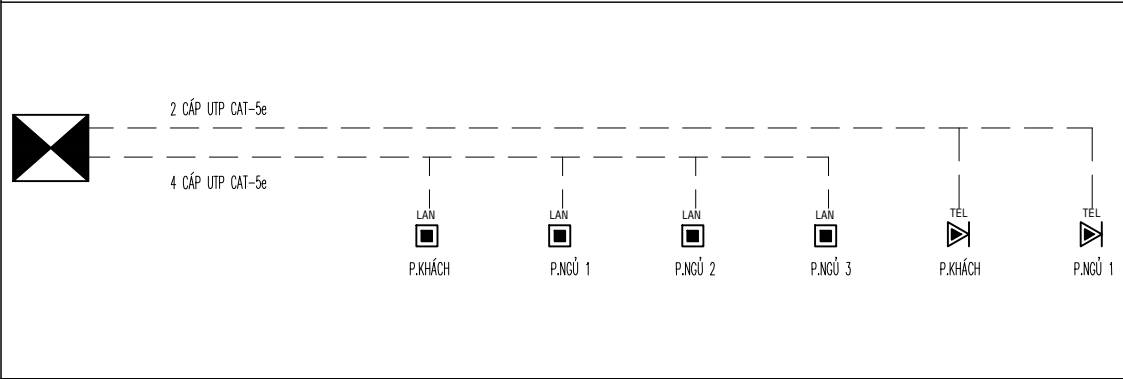 2 CÁP UTP CAT-5e
4 CÁP UTP CAT-5e
LAN
LAN
LAN
LAN
TEL
TEL
P.KHÁCH
P.NGỦ 1
P.NGỦ 2
P.NGỦ 3
P.KHÁCH
P.NGỦ 1